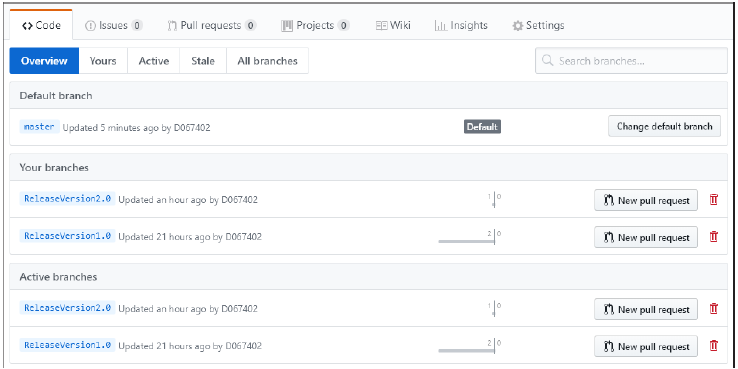 Code Issues 0 Pull requests 0 Projects 0 Wiki Insights Settings
Overview Yours Active Stale All branches Search branches...
Default branch
master Updated 5 minutes ago by D067402 Default Change default branch
Your branches
ReleaseVersion2.0 Updated an hour ago by D067402 1 0 New pull request
ReleaseVersion1.0 Updated 21 hours ago by D067402 2 0 New pull request
Active branches
ReleaseVersion2.0 Updated an hour ago by D067402 1 0 New pull request
ReleaseVersion1.0 Updated 21 hours ago by D067402 2 0 New pull request